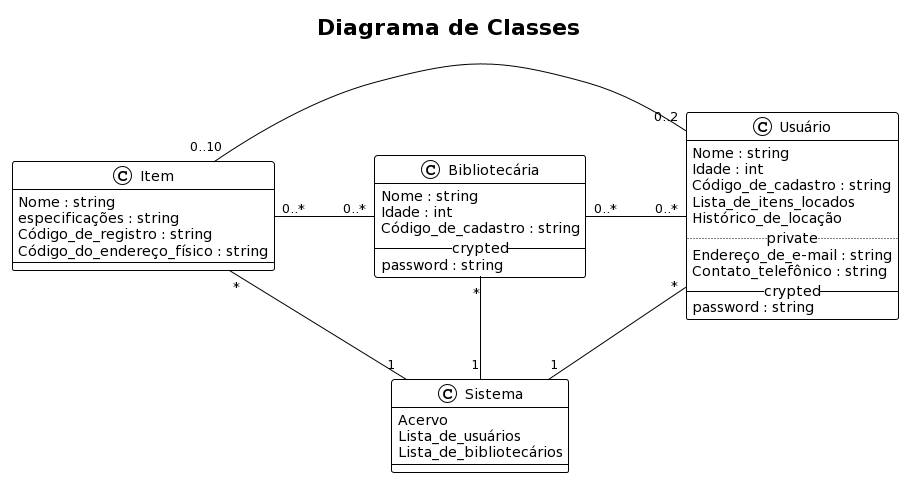 Diagrama de Classes
0..10
0..2
C Item
Nome : string
especificações : string
Código_de_registro : string
Código_do_endereço_físico : string
0..*
0..*
C Bibliotecária
Nome : string
Idade : int
Código_de_cadastro : string
crypted
password : string
0..*
0..*
C Usuário
Nome : string
Idade : int
Código_de_cadastro : string
Lista_de_itens_locados
Histórico_de_locação
private
Endereço_de_e-mail : string
Contato_telefônico : string
crypted
password : string
*
*
*
1
1
1
C Sistema
Acervo
Lista_de_usuários
Lista_de_bibliotecários